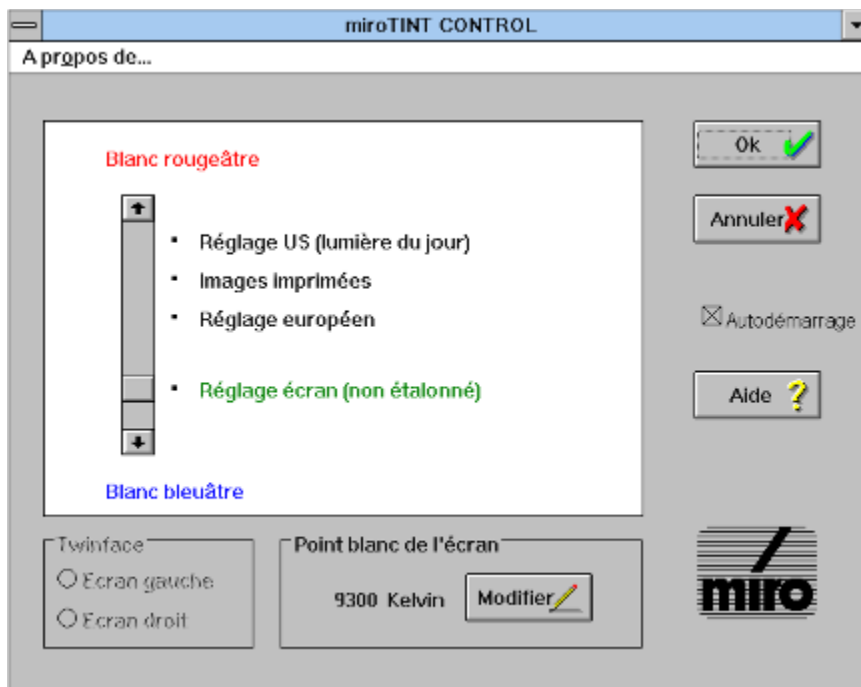 miroTINT CONTROL
A propos de...
Blanc rougeâtre
Réglage US (lumière du jour)
Images imprimées
Réglage européen
Réglage écran (non étalonné)
Blanc bleuâtre
Ok
Annuler
Autodémarrage
Aide
Twinface
Ecran gauche
Ecran droit
Point blanc de l'écran
9300 Kelvin
Modifier
miro